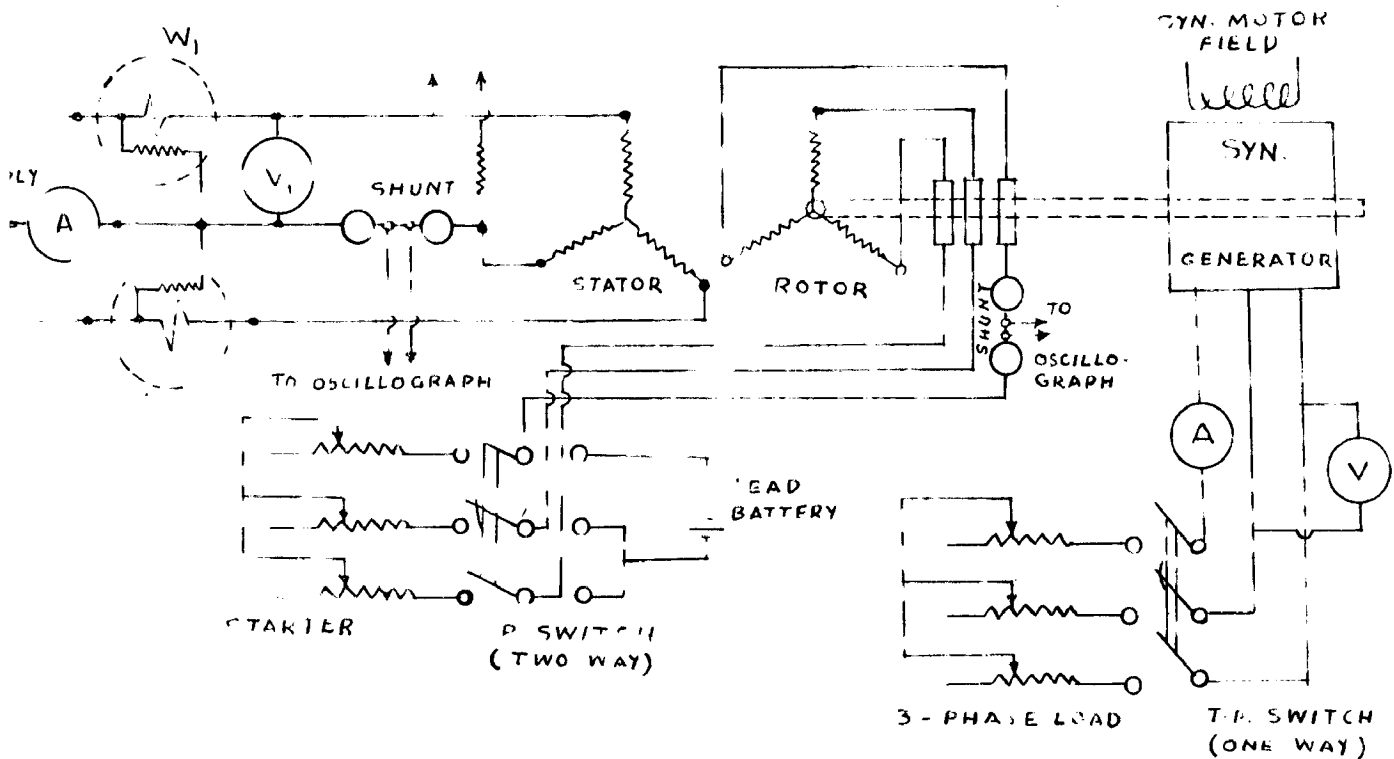 W1
SYN. MOTOR
FIELD
SYN.
GENERATOR
A
V1
SHUNT
STATOR
ROTOR
SHUNT
TO
OSCILLO-
GRAPH
TO OSCILLOGRAPH
A
V
BATTERY
STARTER
SWITCH
(TWO WAY)
3-PHASE LOAD
SWITCH
(ONE WAY)